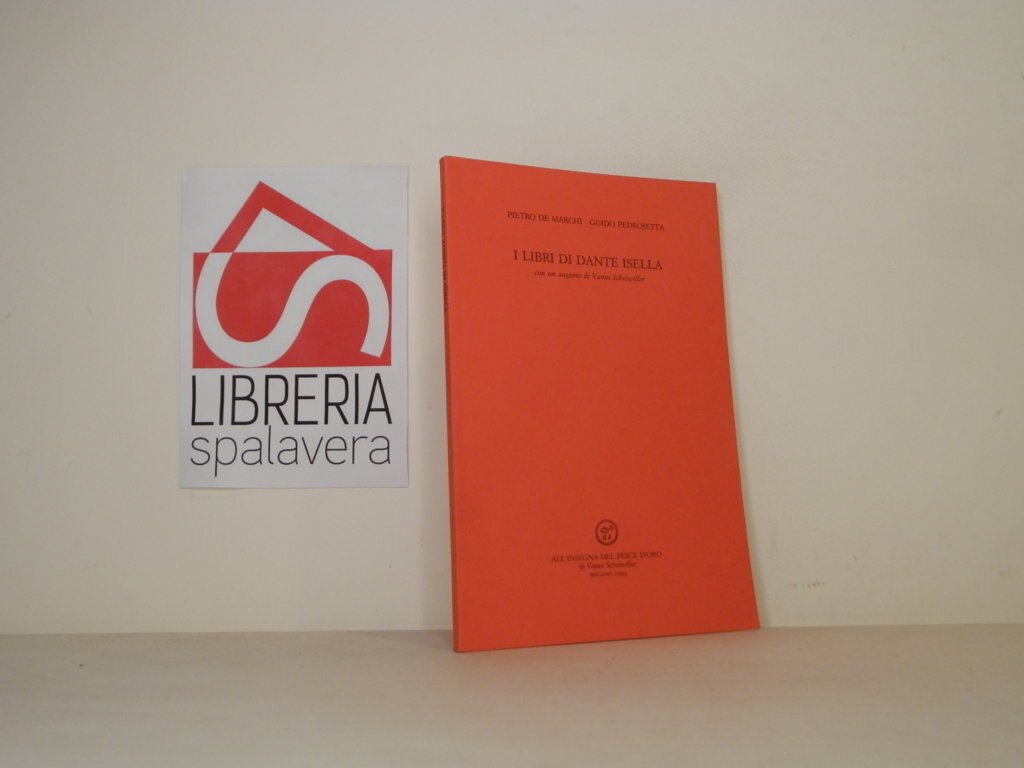 LIBRERIA
spalavera
PIETRO DE MARCHI - GUIDO PEDROJETTA
I LIBRI DI DANTE ISELLA
con un augurio di Vanni Scheiwiller
ALL'INSEGNA DEL PESCE D'ORO
di Vanni Scheiwiller
MILANO 1993